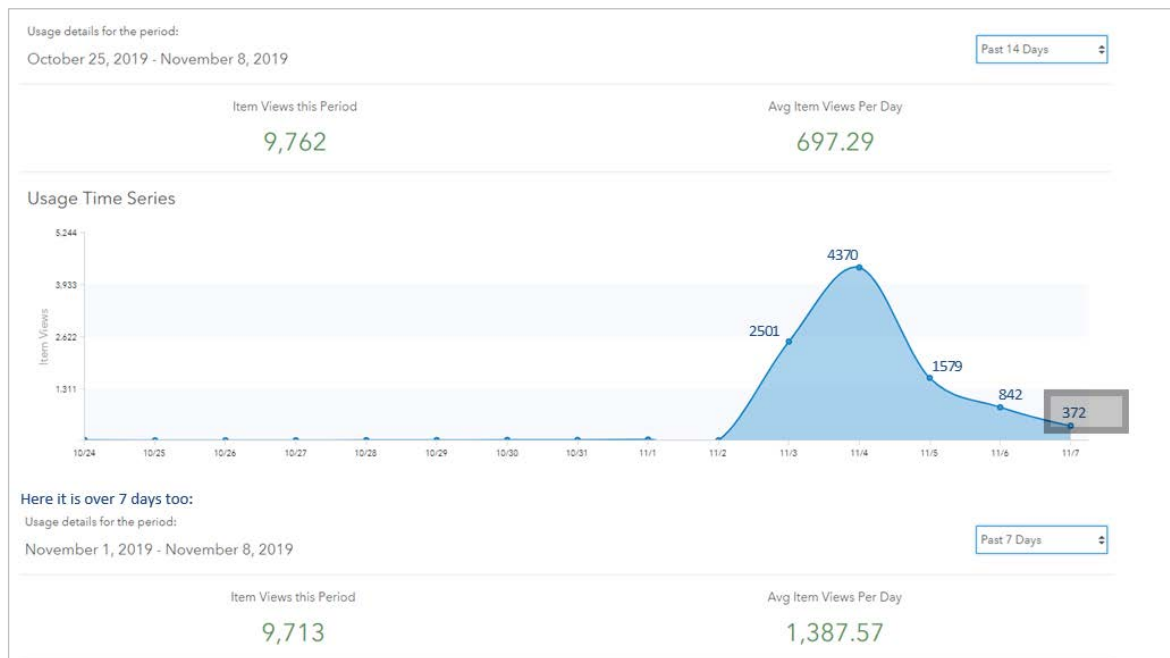 Usage details for the period:
October 25, 2019 - November 8, 2019
Past 14 Days
Item Views this Period
Avg Item Views Per Day
9,762
697.29
Usage Time Series
5,244
3,933
2,622
1,311
Item Views
2501
4370
1579
842
372
10/24 10/25 10/26 10/27 10/28 10/29 10/30 10/31 11/1 11/2 11/3 11/4 11/5 11/6 11/7
Here it is over 7 days too:
Usage details for the period:
November 1, 2019 - November 8, 2019
Past 7 Days
Item Views this Period
Avg Item Views Per Day
9,713
1,387.57